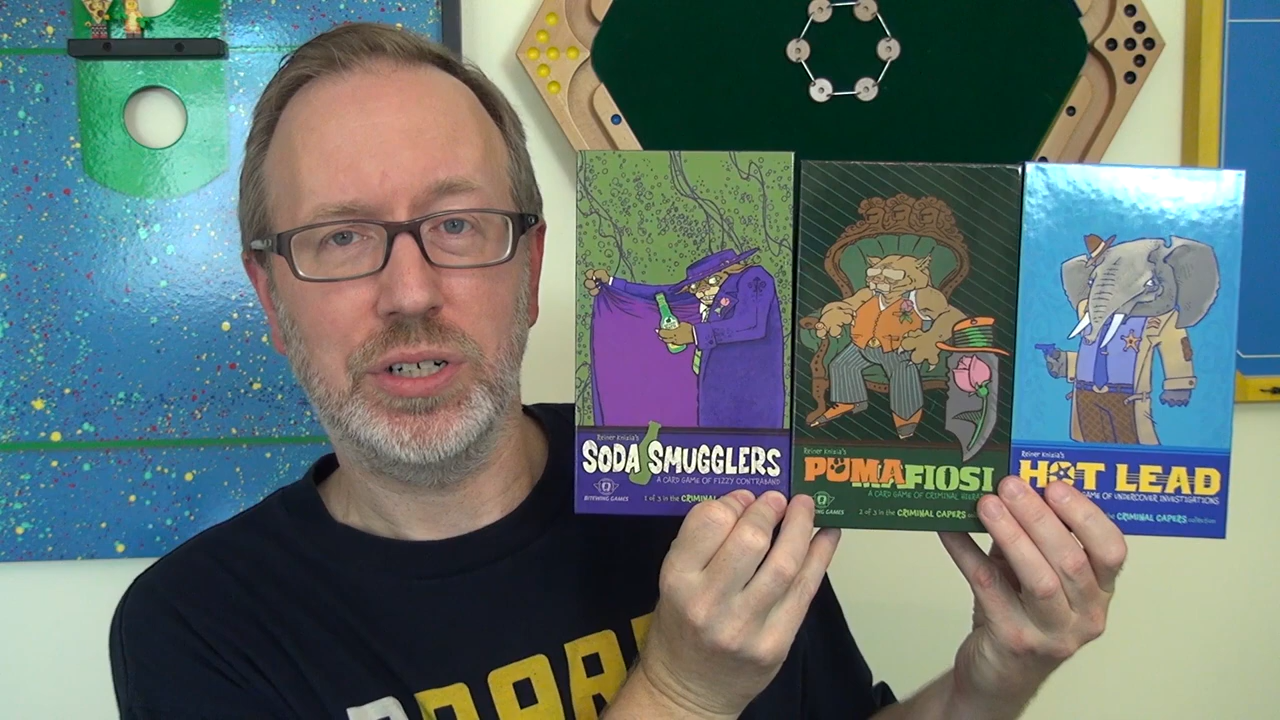 Reiner Knizia's
SODA SMUGGLERS
A CARD GAME OF FIZZY CONTRABAND
BITEWING GAMES
1 of 3 in the CRIMINAL
Reiner Knizia's
PUMAFIOSI
A CARD GAME OF CRIMINAL
GAMES
2 of 3 in the CRIMINAL CAPERS
Reiner Knizia's
HOT LEAD
GAME OF UNDERCOVER INVESTIGATIONS
CRIMINAL CAPERS collection